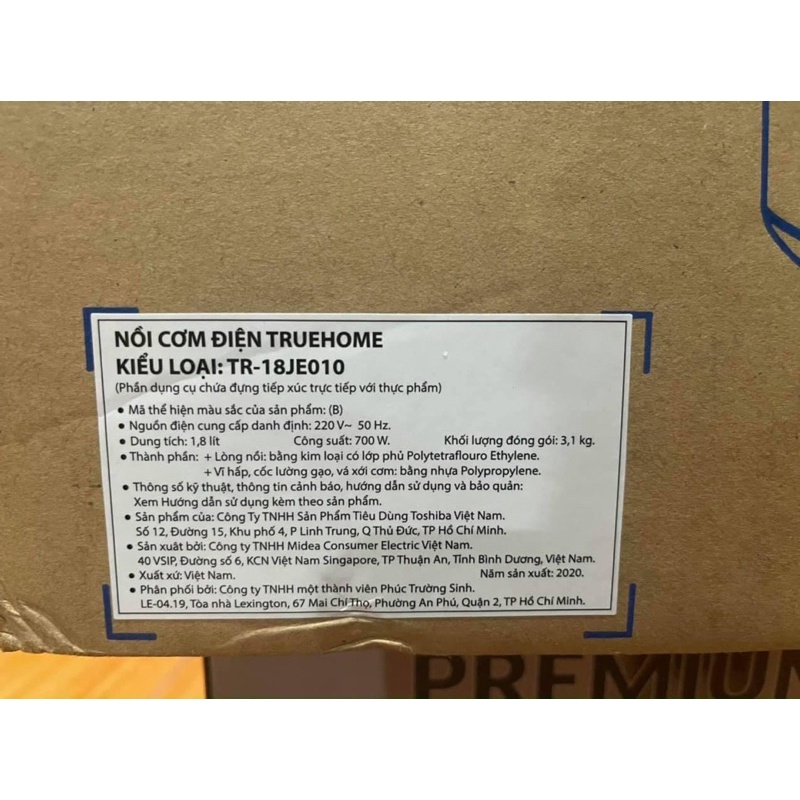 NỒI CƠM ĐIỆN TRUEHOME
KIỂU LOẠI: TR-18JE010
(Phần dụng cụ chứa đựng tiếp xúc trực tiếp với thực phẩm)
• Mã thể hiện màu sắc của sản phẩm: (B)
• Nguồn điện cung cấp danh định: 220 V~ 50 Hz.
• Dung tích: 1,8 lít Công suất: 700 W. Khối lượng đóng gói: 3,1 kg.
• Thành phần: + Lòng nồi: bằng kim loại có lớp phủ Polytetraflouro Ethylene.
+ Vỉ hấp, cốc lường gạo, vá xới cơm: bằng nhựa Polypropylene.
• Thông số kỹ thuật, thông tin cảnh báo, hướng dẫn sử dụng và bảo quản:
Xem Hướng dẫn sử dụng kèm theo sản phẩm.
• Sản phẩm của: Công Ty TNHH Sản Phẩm Tiêu Dùng Toshiba Việt Nam.
Số 12, Đường 15, Khu phố 4, P Linh Trung, Q Thủ Đức, TP Hồ Chí Minh.
• Sản xuât bởi: Công ty TNHH Midea Consumer Electric Việt Nam.
40 VSIP, Đường số 6, KCN Việt Nam Singapore, TP Thuận An, Tỉnh Bình Dương, Việt Nam.
• Xuất xứ: Việt Nam. Năm sản xuất: 2020.
• Phân phối bởi: Công ty TNHH một thành viên Phúc Trường Sinh.
LE-04.19, Tòa nhà Lexington, 67 Mai Chí Thọ, Phường An Phú, Quận 2, TP Hồ Chí Minh.
PREMIUM